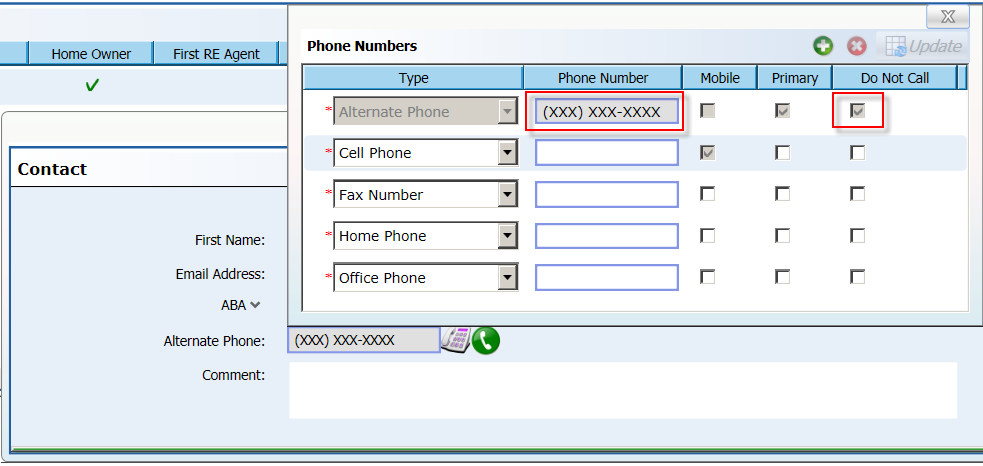 X
Phone Numbers
Update
Home Owner First RE Agent
Type Phone Number Mobile Primary Do Not Call
* Alternate Phone (XXX) XXX-XXXX
* Cell Phone
* Fax Number
* Home Phone
* Office Phone
Contact
First Name:
Email Address:
ABA
Alternate Phone: (XXX) XXX-XXXX
Comment: